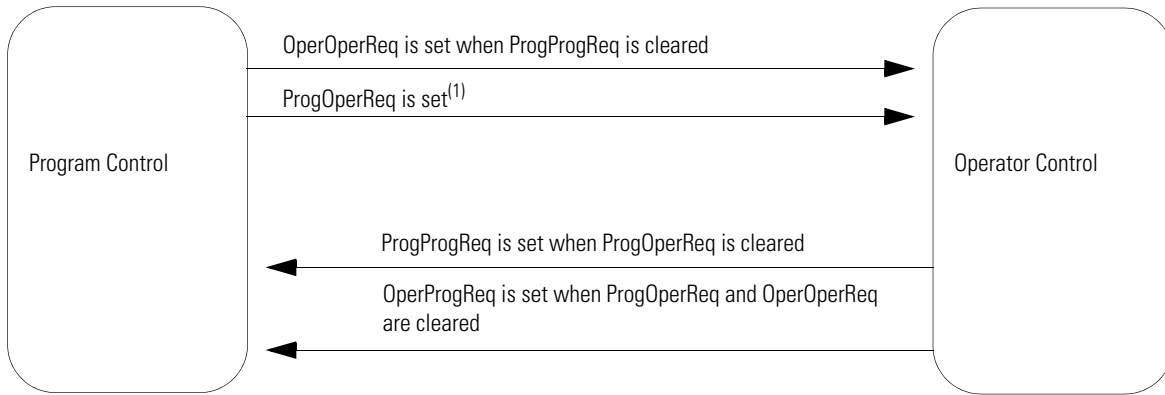 OperOperReq is set when ProgProgReq is cleared
ProgOperReq is set(1)
Program Control
Operator Control
ProgProgReq is set when ProgOperReq is cleared
OperProgReq is set when ProgOperReq and OperOperReq
are cleared